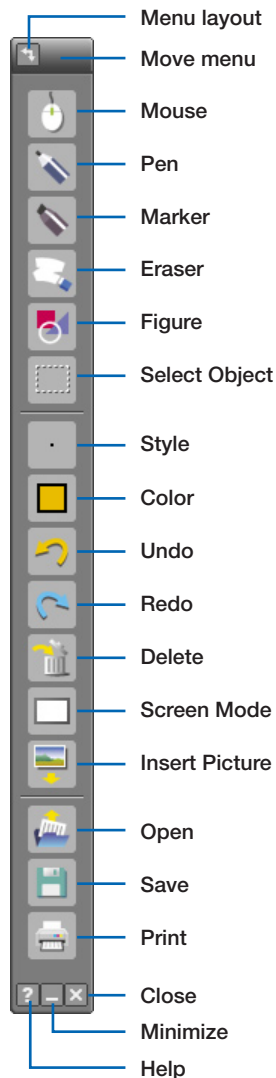 Menu layout
Move menu
Mouse
Pen
Marker
Eraser
Figure
Select Object
Style
Color
Undo
Redo
Delete
Screen Mode
Insert Picture
Open
Save
Print
?
Close
Minimize
Help